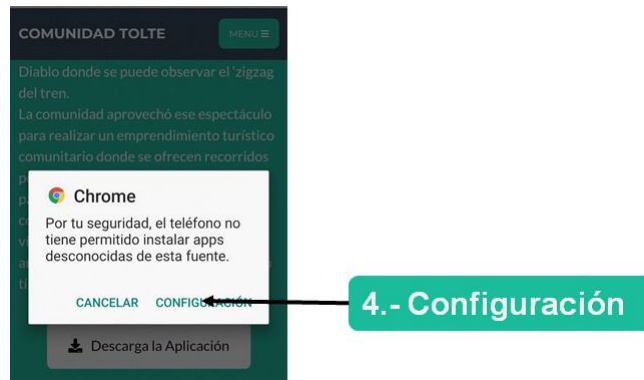 COMUNIDAD TOLTE
MENU
Diablo donde se puede observar el 'zigzag
del tren.
La comunidad aprovechó ese espectáculo
para realizar un emprendimiento turístico
comunitario donde se ofrecen recorridos
Chrome
Por tu seguridad, el teléfono no
tiene permitido instalar apps
desconocidas de esta fuente.
CANCELAR CONFIGURACIÓN
4.- Configuración
Descarga la Aplicación